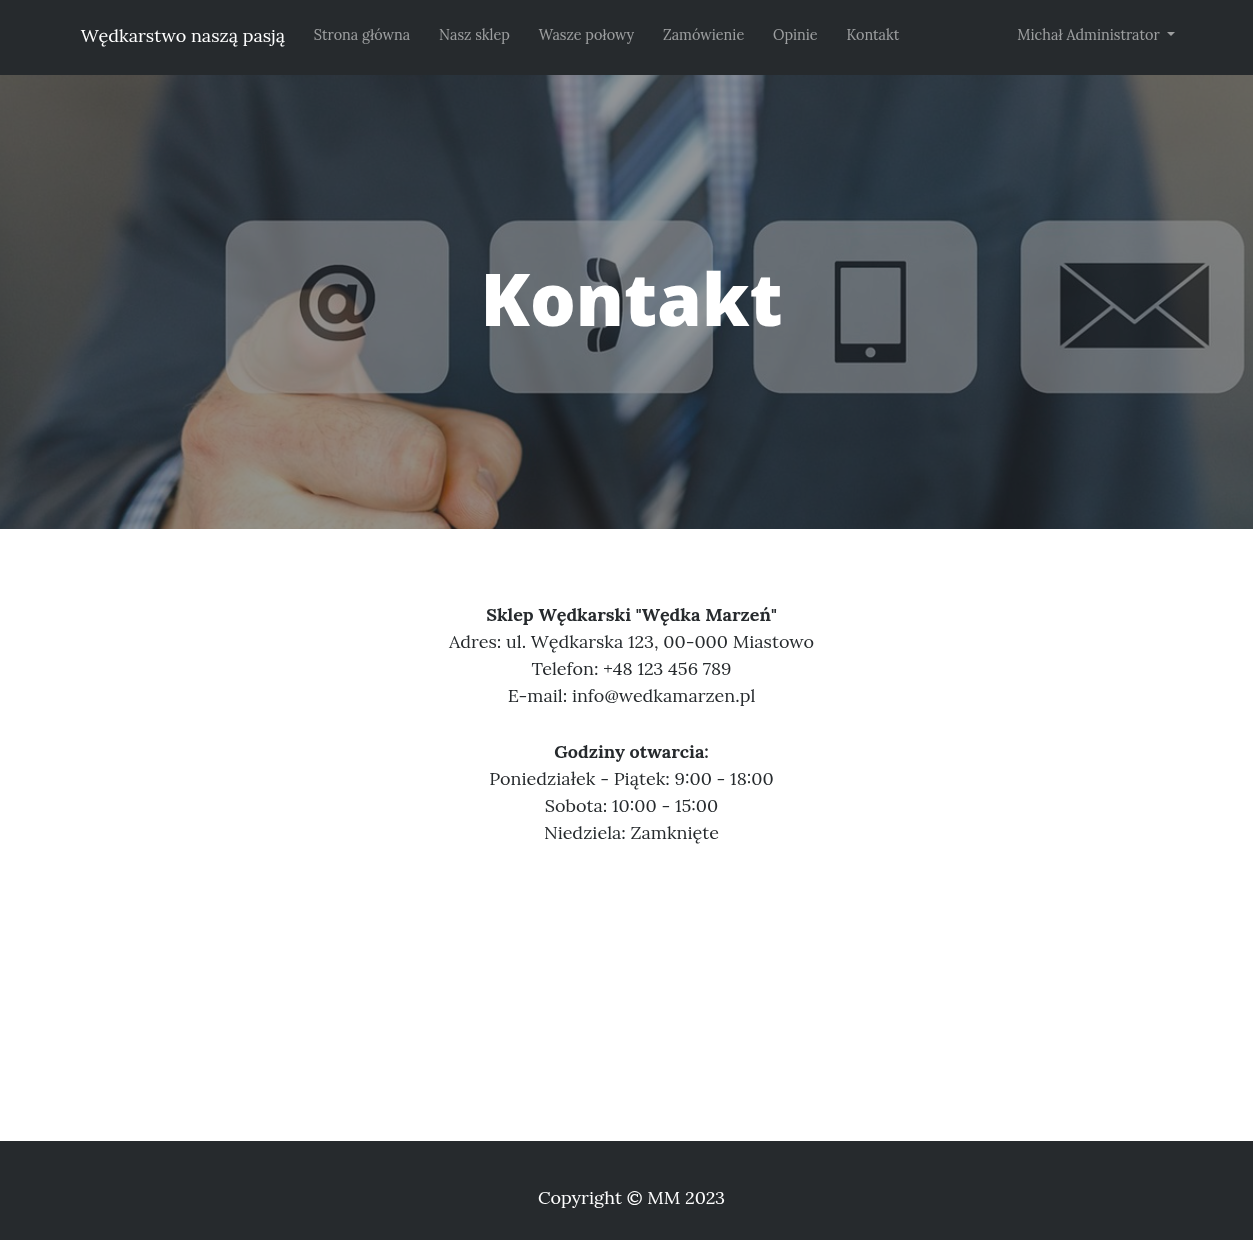 Wędkarstwo naszą pasją Strona główna Nasz sklep Wasze połowy Zamówienie Opinie Kontakt Michał Administrator
@
Kontakt
Sklep Wędkarski "Wędka Marzeń"
Adres: ul. Wędkarska 123, 00-000 Miastowo
Telefon: +48 123 456 789
E-mail: info@wedkamarzen.pl
Godziny otwarcia:
Poniedziałek - Piątek: 9:00 - 18:00
Sobota: 10:00 - 15:00
Niedziela: Zamknięte
Copyright © MM 2023